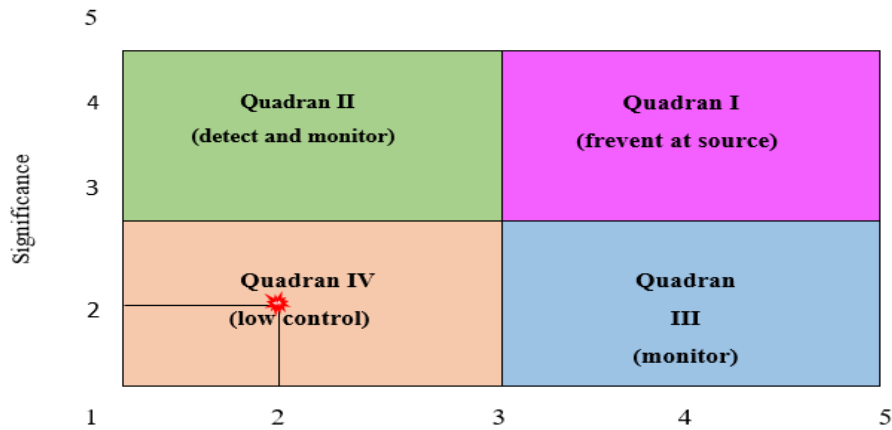 5
Quadran II
(detect and monitor)
Quadran I
(frevent at source)
4
3
Significance
Quadran IV
(low control)
Quadran
III
(monitor)
2
1 2 3 4 5